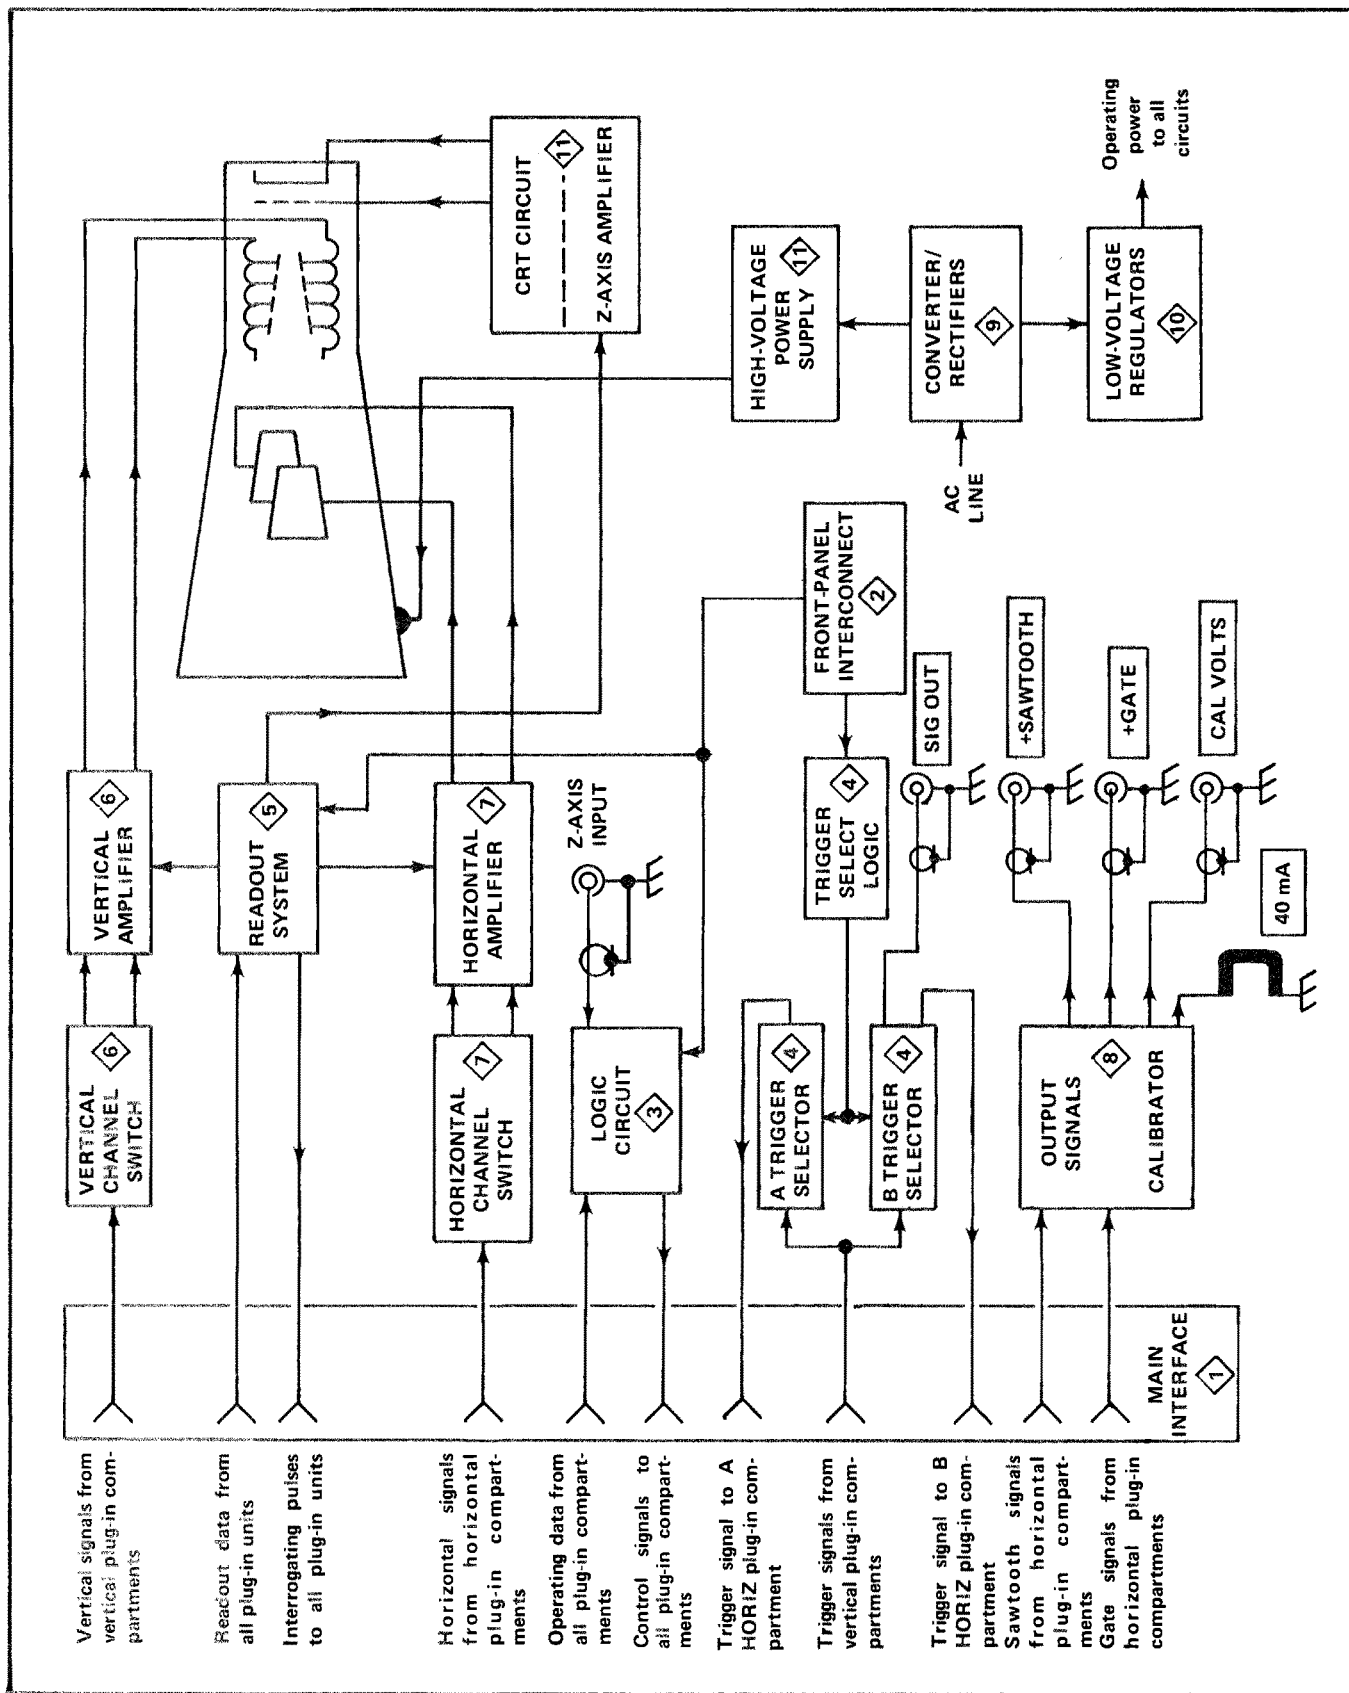 Vertical signals from
vertical plug-in com-
partments
Readout data from
all plug-in units
Interrogating pulses
to all plug-in units
Horizontal signals
from horizontal
plug-in compart-
ments
Operating data from
all plug-in compart-
ments
Control signals to
all plug-in compart-
ments
Trigger signal to A
HORIZ plug-in com-
partment
Trigger signals from
vertical plug-in com-
partments
Trigger signal to B
HORIZ plug-in com-
partment
Sawtooth signals
from horizontal
plug-in compart-
ments
Gate signals from
horizontal plug-in
compartments
MAIN
INTERFACE
1
VERTICAL
CHANNEL
SWITCH
6
VERTICAL
AMPLIFIER
6
READOUT
SYSTEM
5
HORIZONTAL
CHANNEL
SWITCH
7
HORIZONTAL
AMPLIFIER
7
LOGIC
CIRCUIT
3
Z-AXIS
INPUT
A TRIGGER
SELECTOR
4
B TRIGGER
SELECTOR
4
TRIGGER
SELECT
LOGIC
4
FRONT-PANEL
INTERCONNECT
2
OUTPUT
SIGNALS
8
CALIBRATOR
SIG OUT
+SAWTOOTH
+GATE
CAL VOLTS
40 mA
CRT CIRCUIT
11
Z-AXIS AMPLIFIER
HIGH-VOLTAGE
POWER
SUPPLY
11
AC
LINE
CONVERTER/
RECTIFIERS
9
LOW-VOLTAGE
REGULATORS
10
Operating
power
to all
circuits